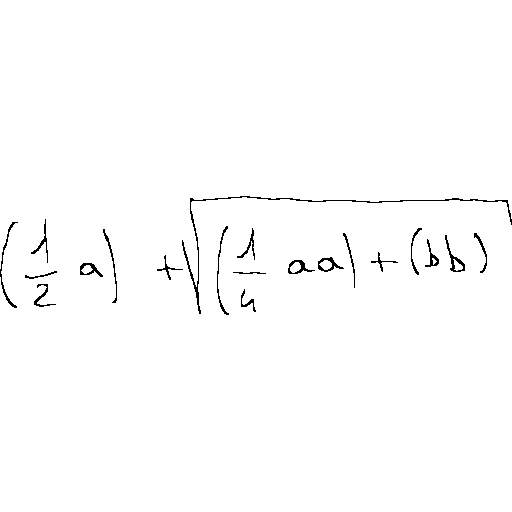 (1/2 a) + √((1/4 aa) + (bb))